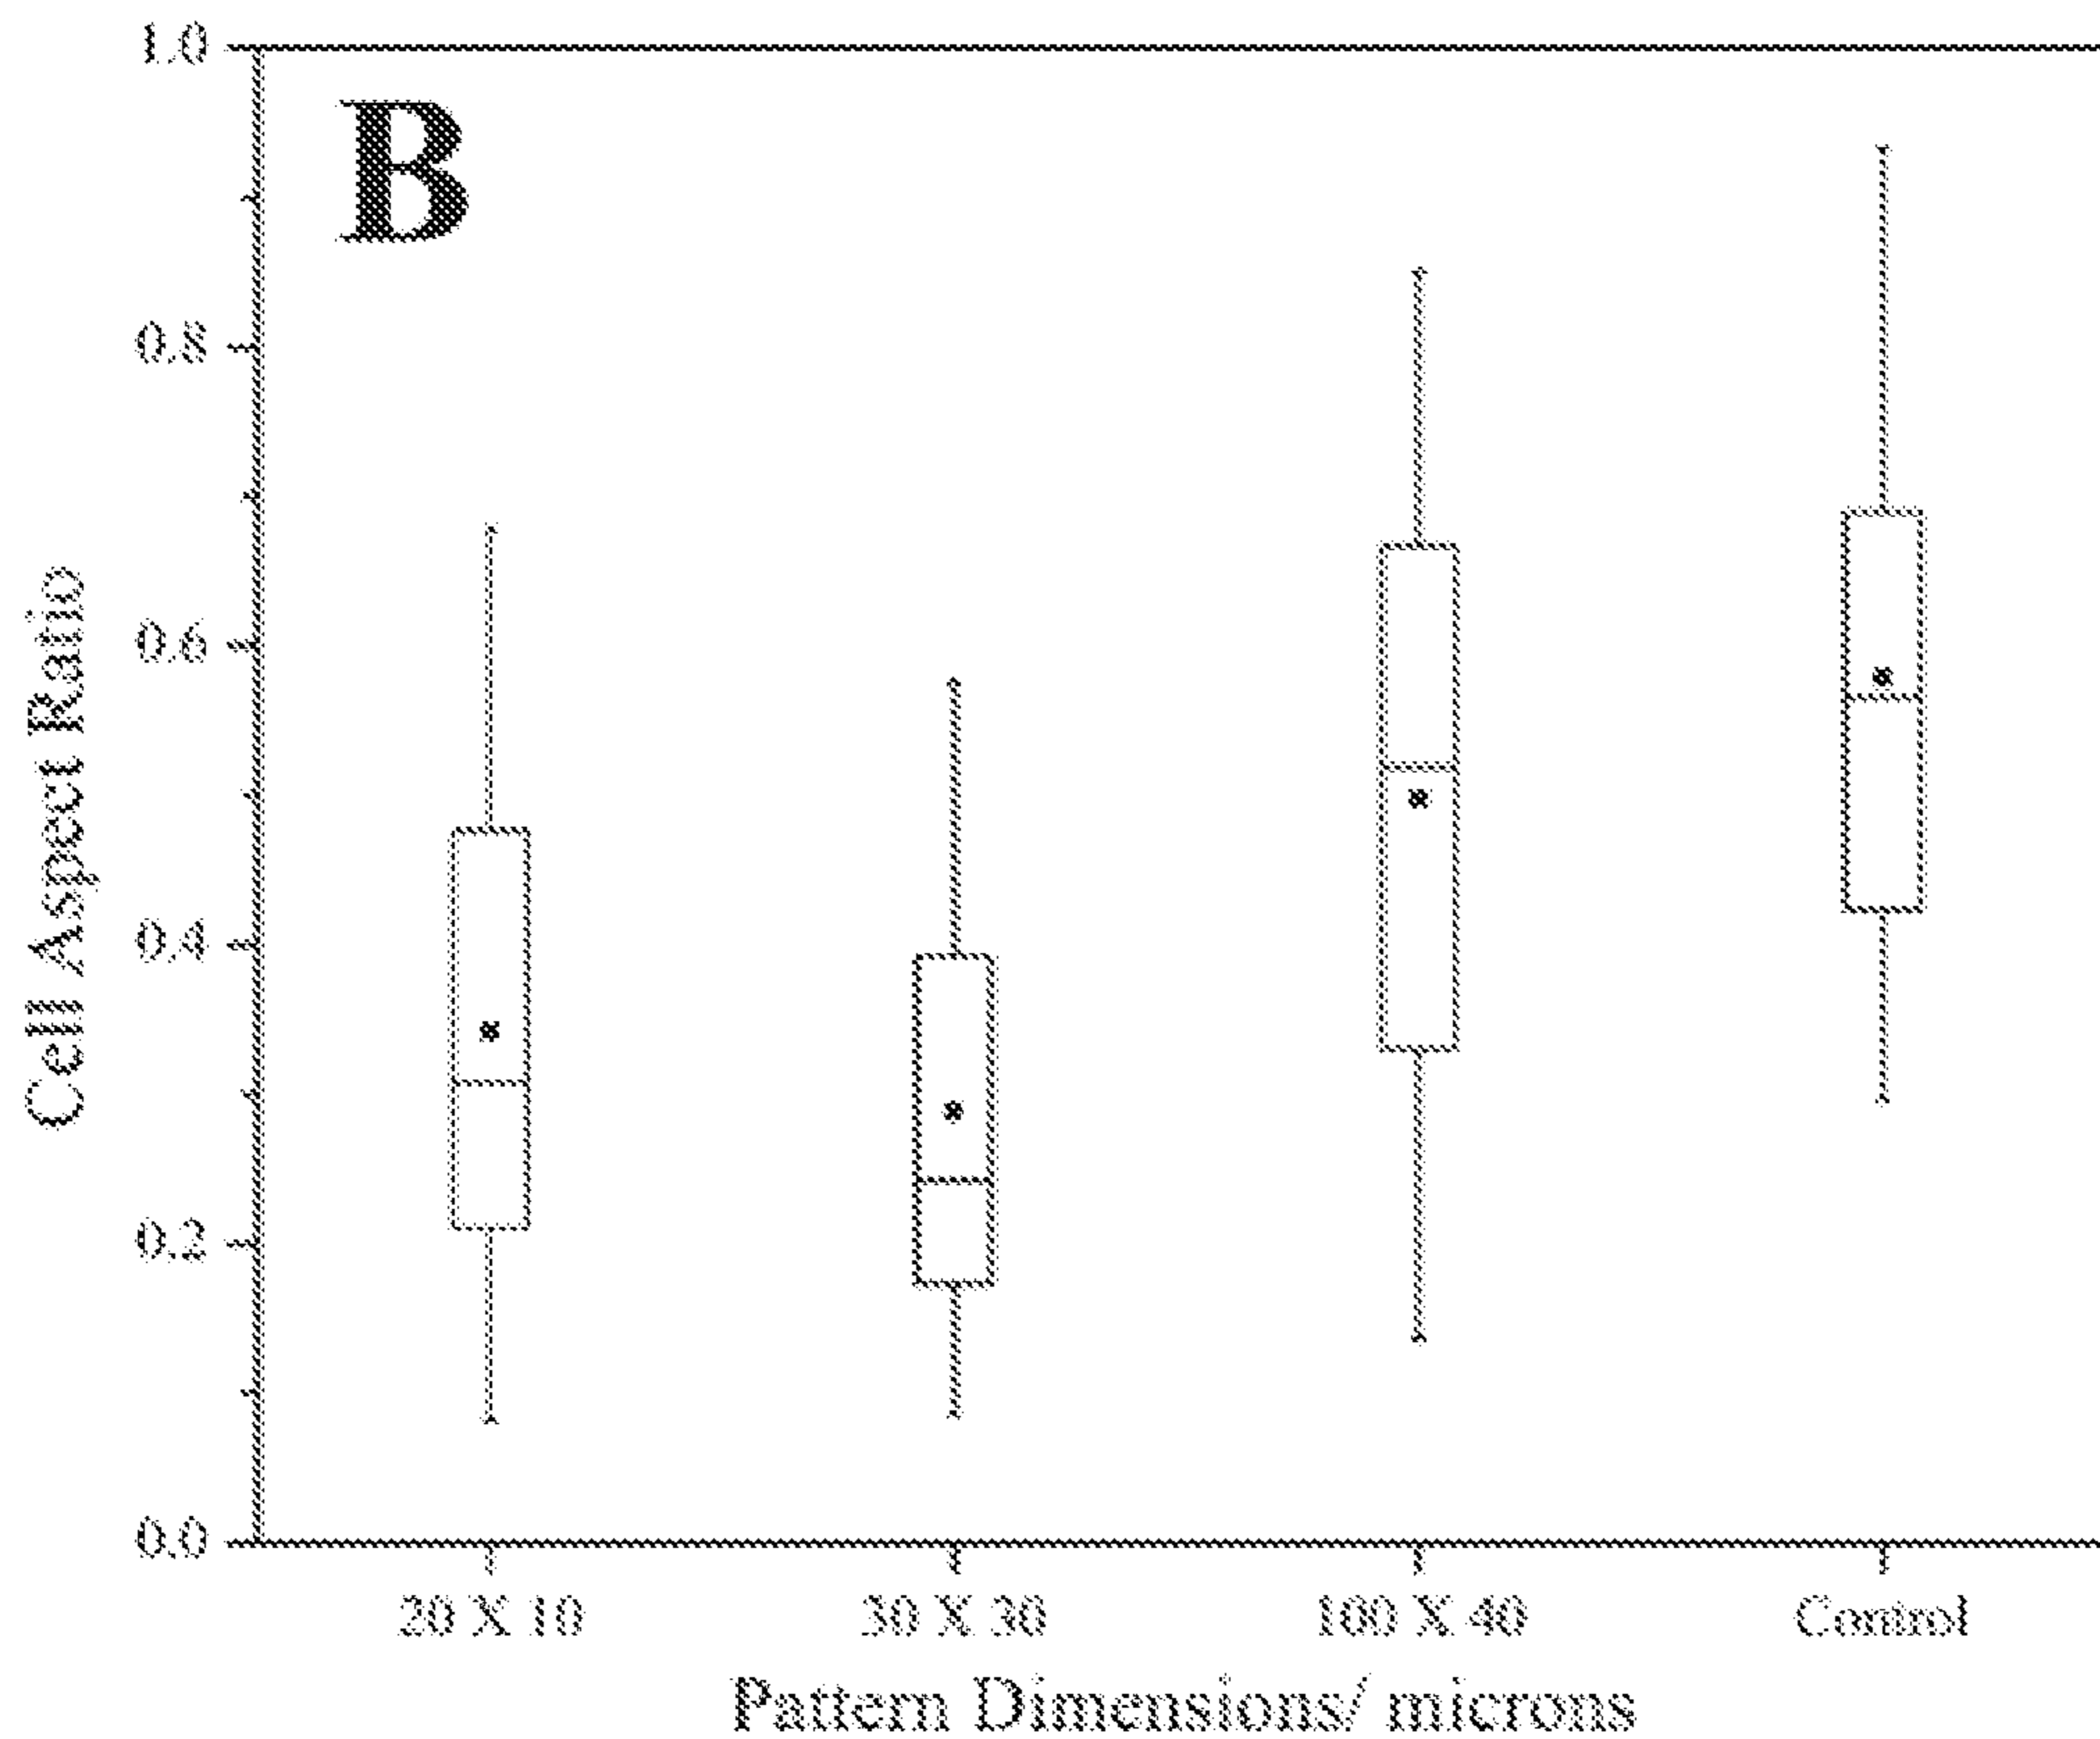 B
1.0
0.8
0.6
0.4
0.2
0.0
Cell Aspect Ratio
20 X 10
30 X 30
100 X 40
Control
Pattern Dimensions/ microns